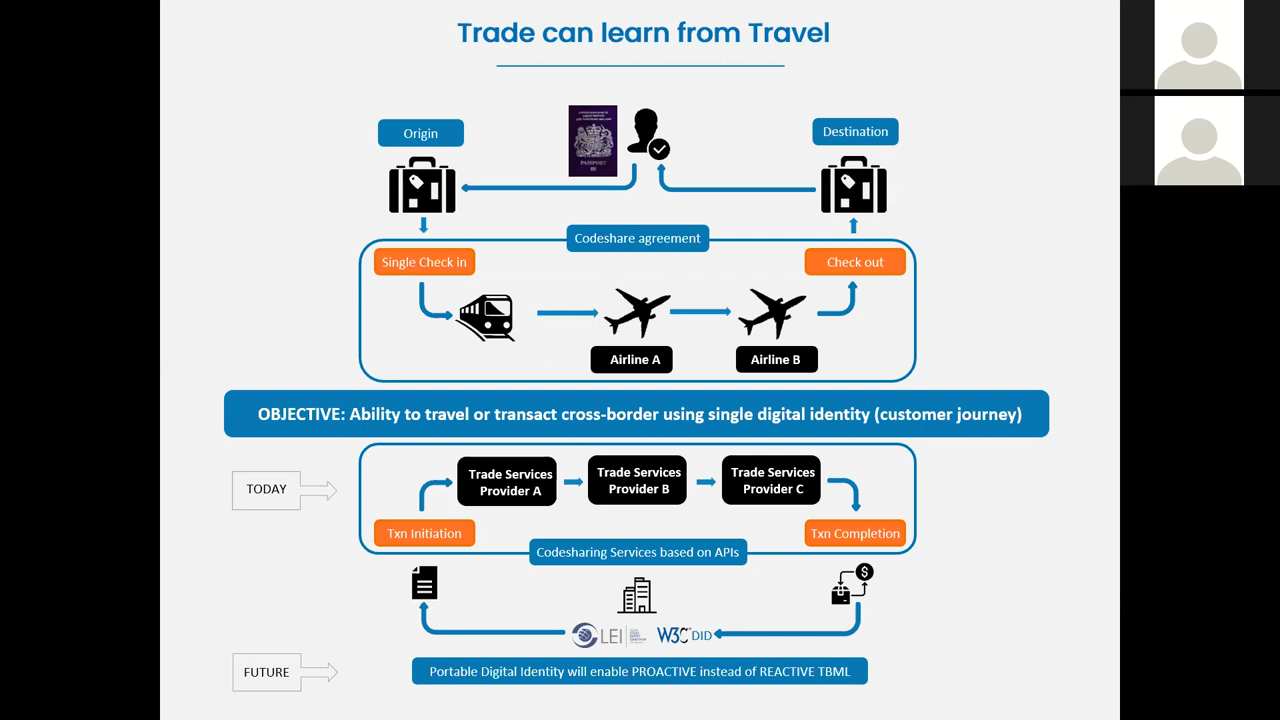 Trade can learn from Travel
Origin
PASSPORT
Destination
Codeshare agreement
Single Check in
Check out
Airline A
Airline B
OBJECTIVE: Ability to travel or transact cross-border using single digital identity (customer journey)
TODAY
Trade Services
Provider A
Trade Services
Provider B
Trade Services
Provider C
Txn Initiation
Txn Completion
Codesharing Services based on APIs
$
LEI
W3C DID
FUTURE
Portable Digital Identity will enable PROACTIVE instead of REACTIVE TBML